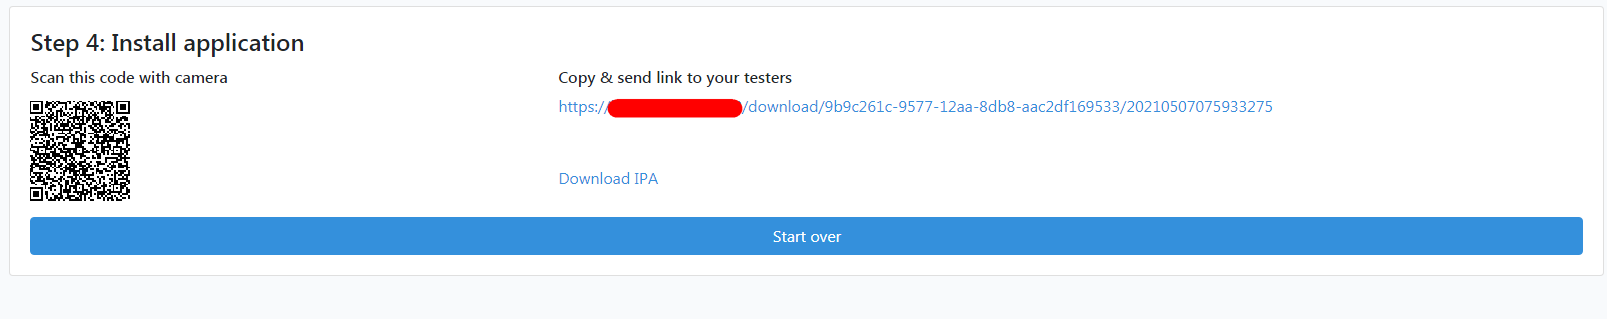 Step 4: Install application
Scan this code with camera
Copy & send link to your testers
https:// /download/9b9c261c-9577-12aa-8db8-aac2df169533/20210507075933275
Download IPA
Start over